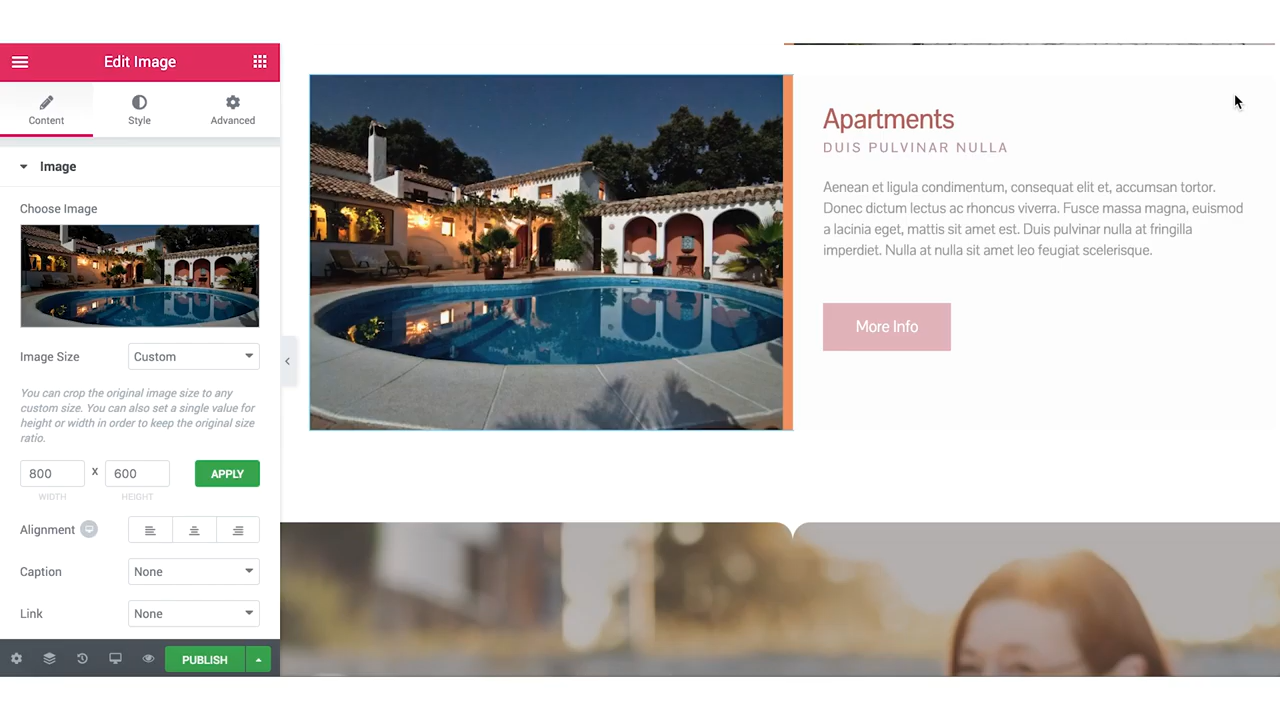 Edit Image
Content
Style
Advanced
Image
Choose Image
Image Size
Custom
You can crop the original image size to any
custom size. You can also set a single value for
height or width in order to keep the original size
ratio.
800 x 600
APPLY
WIDTH
HEIGHT
Alignment
Caption
None
Link
None
PUBLISH
Apartments
DUIS PULVINAR NULLA
Aenean et ligula condimentum, consequat elit et, accumsan tortor.
Donec dictum lectus ac rhoncus viverra. Fusce massa magna, euismod
a lacinia eget, mattis sit amet est. Duis pulvinar nulla at fringilla
imperdiet. Nulla at nulla sit amet leo feugiat scelerisque.
More Info